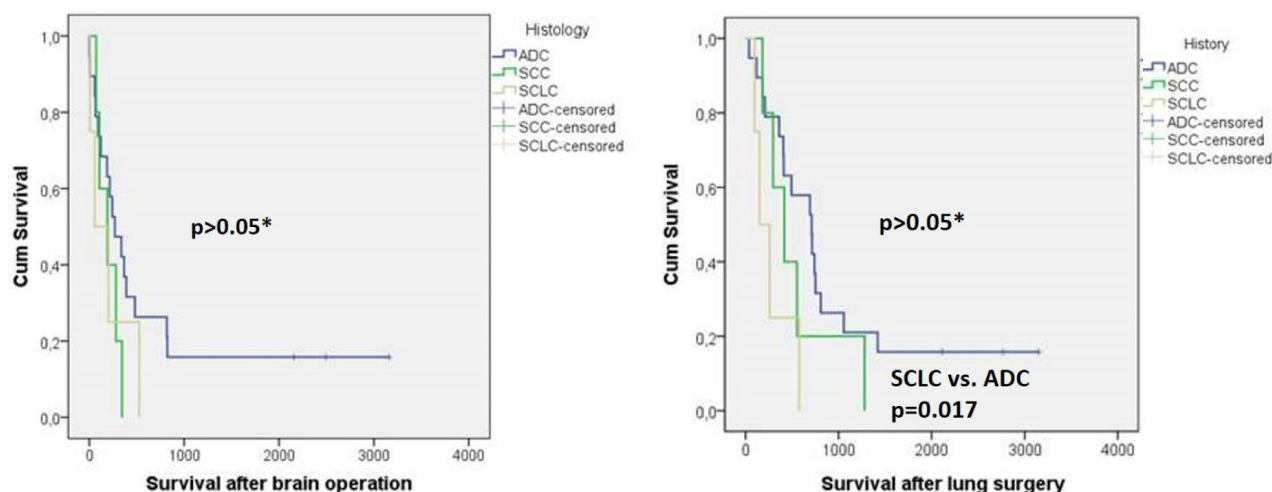 Histology
ADC
SCC
SCLC
ADC-censored
SCC-censored
SCLC-censored
1,0
0,8
0,6
0,4
0,2
0,0
Cum Survival
p>0.05*
0
1000
2000
3000
4000
Survival after brain operation
History
ADC
SCC
SCLC
ADC-censored
SCC-censored
SCLC-censored
1,0
0,8
0,6
0,4
0,2
0,0
Cum Survival
p>0.05*
SCLC vs. ADC
p=0.017
0
1000
2000
3000
4000
Survival after lung surgery